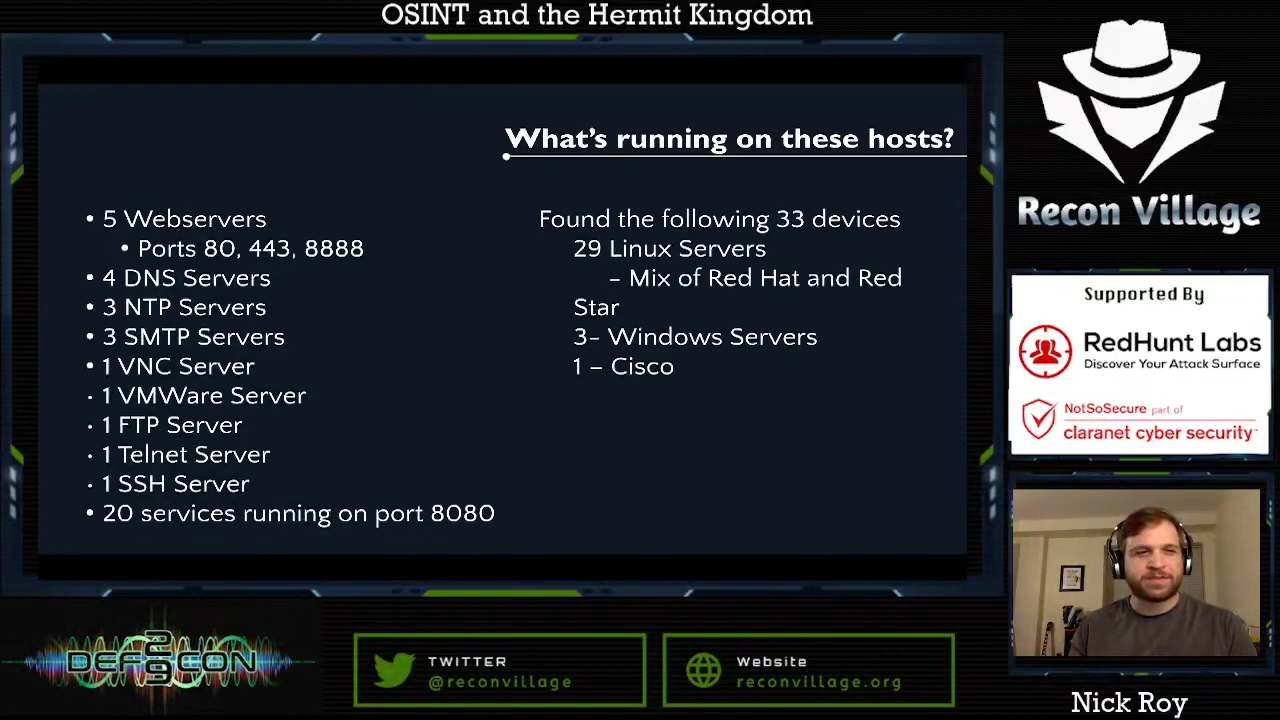 OSINT and the Hermit Kingdom
What's running on these hosts?
• 5 Webservers
• Ports 80, 443, 8888
• 4 DNS Servers
• 3 NTP Servers
• 3 SMTP Servers
• 1 VNC Server
• 1 VMWare Server
• 1 FTP Server
• 1 Telnet Server
• 1 SSH Server
• 20 services running on port 8080
Found the following 33 devices
29 Linux Servers
– Mix of Red Hat and Red
Star
3– Windows Servers
1 – Cisco
Recon Village
Supported By
RedHunt Labs
Discover Your Attack Surface
NotSoSecure part of
claranet cyber security
DEFCON
29
TWITTER
@reconvillage
Website
reconvillage.org
Nick Roy